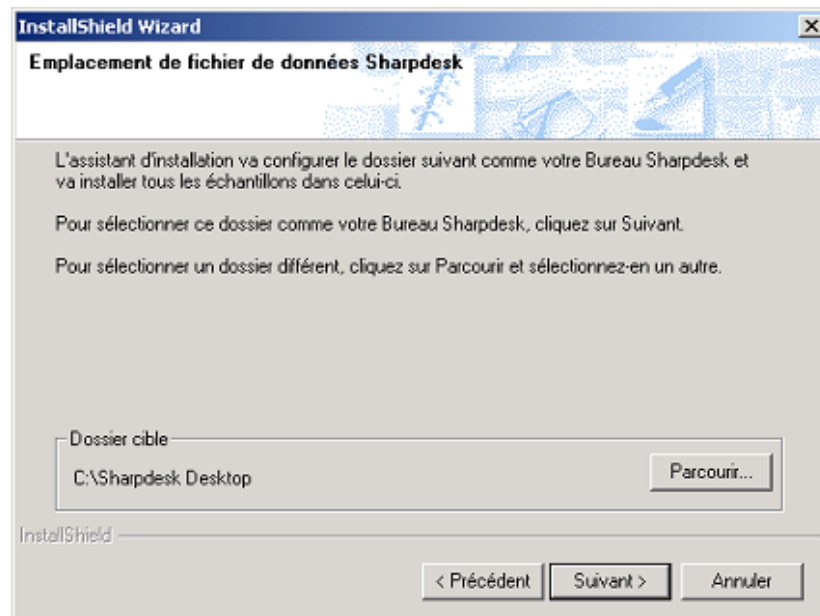 InstallShield Wizard
Emplacement de fichier de données Sharpdesk
L'assistant d'installation va configurer le dossier suivant comme votre Bureau Sharpdesk et
va installer tous les échantillons dans celui-ci.
Pour sélectionner ce dossier comme votre Bureau Sharpdesk, cliquez sur Suivant.
Pour sélectionner un dossier différent, cliquez sur Parcourir et sélectionnez-en un autre.
Dossier cible
C:\Sharpdesk Desktop
Parcourir...
InstallShield
< Précédent
Suivant >
Annuler